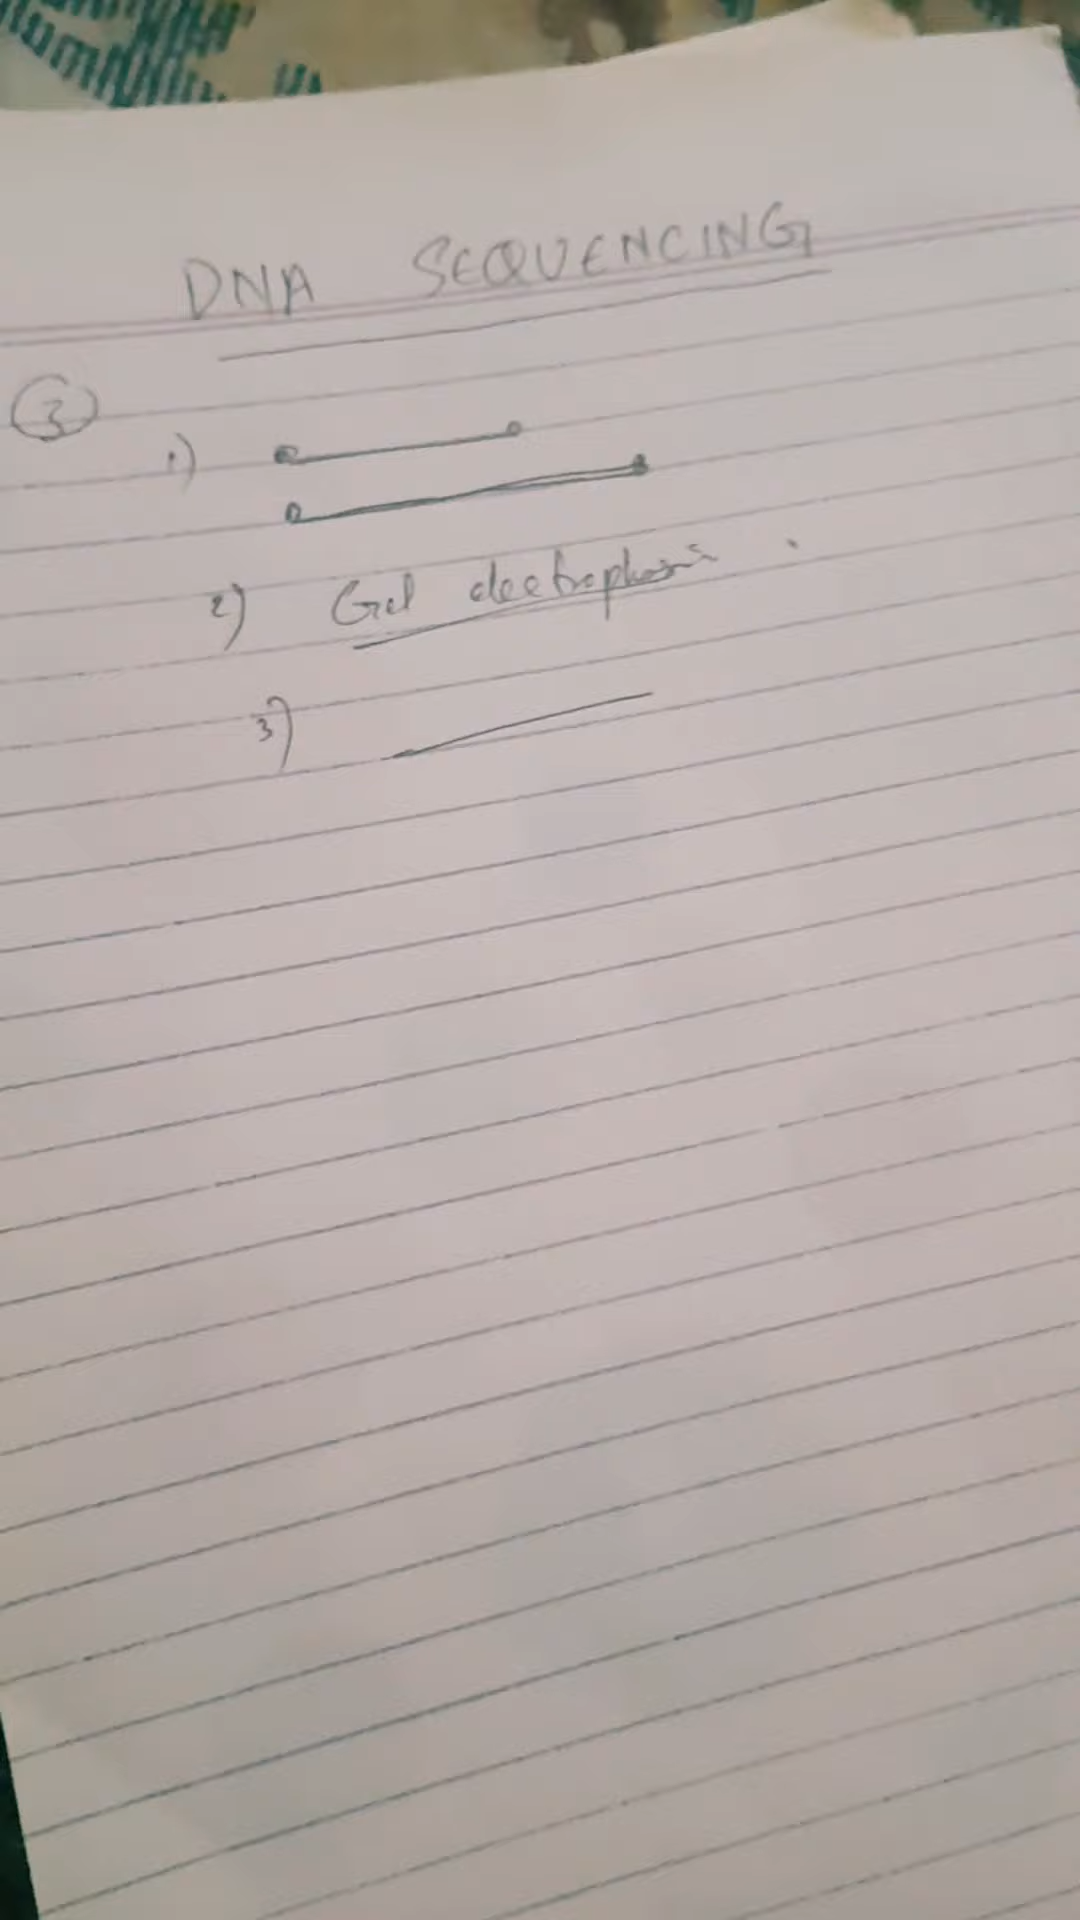 DNA SEQUENCING
3
1)
2) Gel electrophoresis .
3)